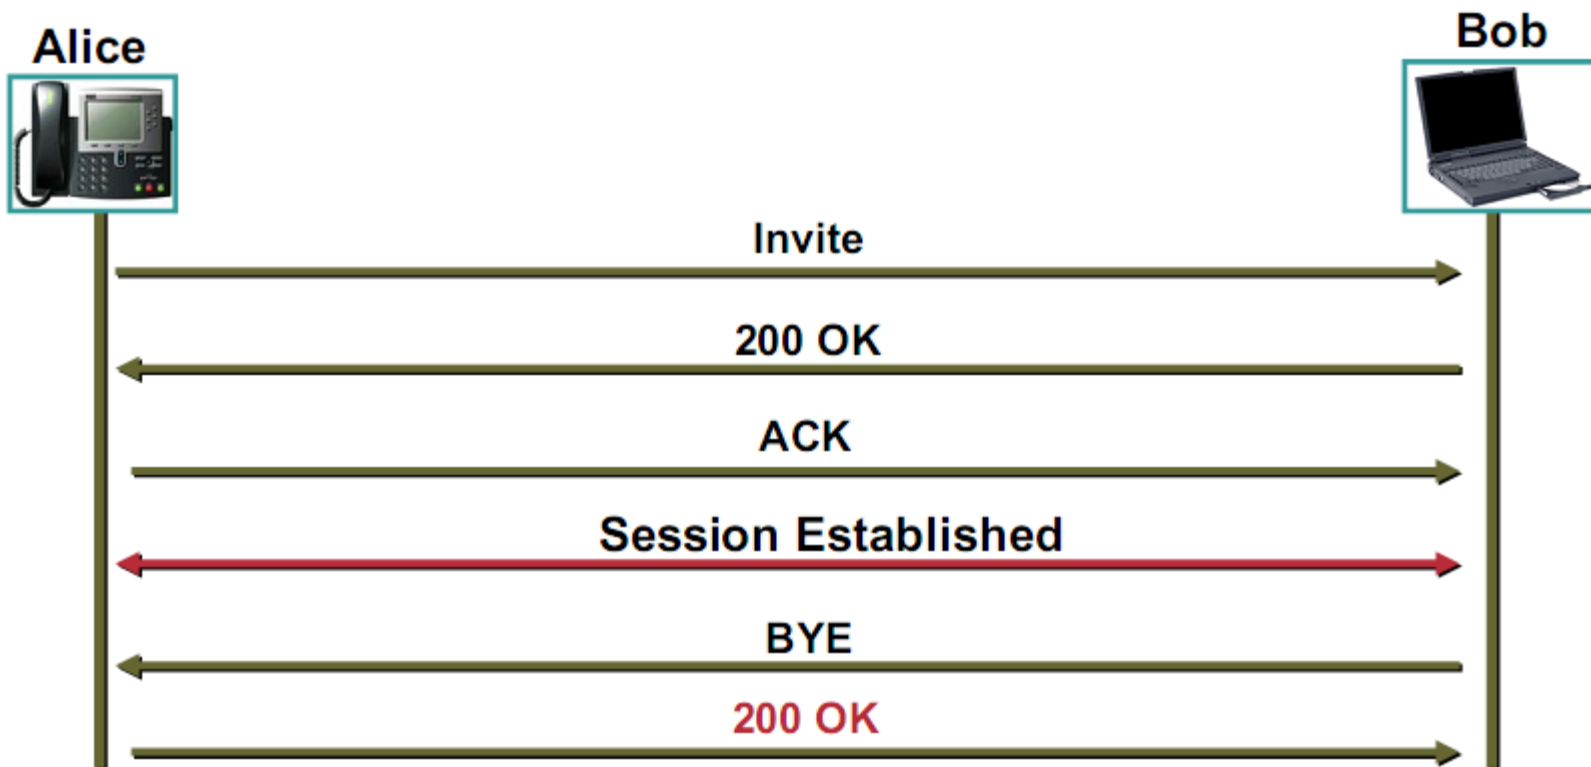 Alice
Bob
Invite
200 OK
ACK
Session Established
BYE
200 OK